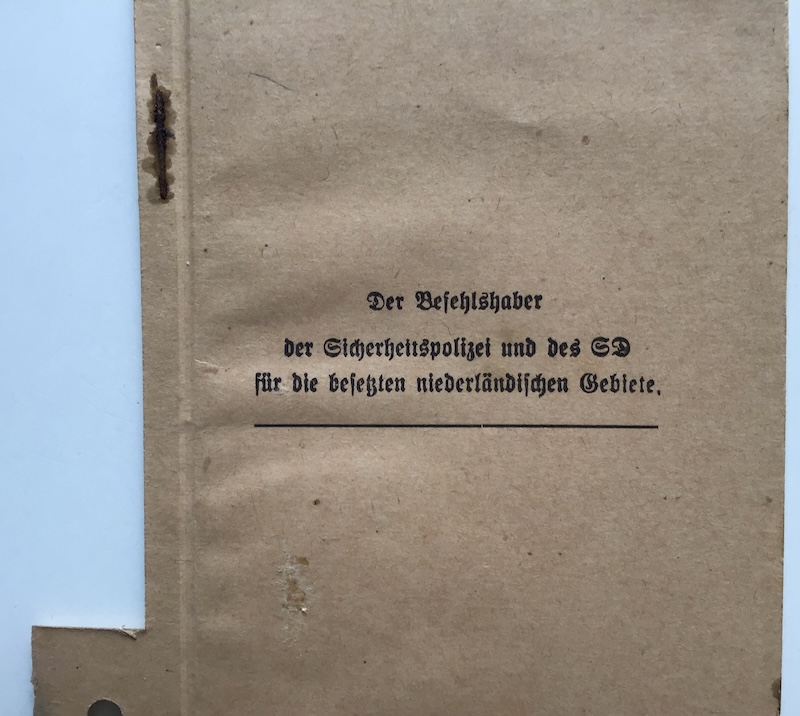 Der Befehlshaber
der Sicherheitspolizei und des SD
für die besetzten niederländischen Gebiete.